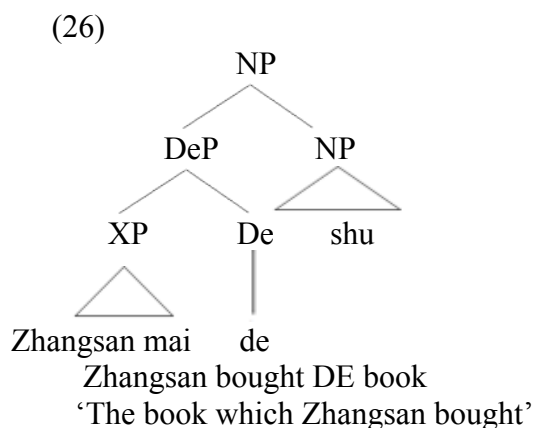 (26)
NP
DeP NP
XP De shu
Zhangsan mai de
Zhangsan bought DE book
‘The book which Zhangsan bought’